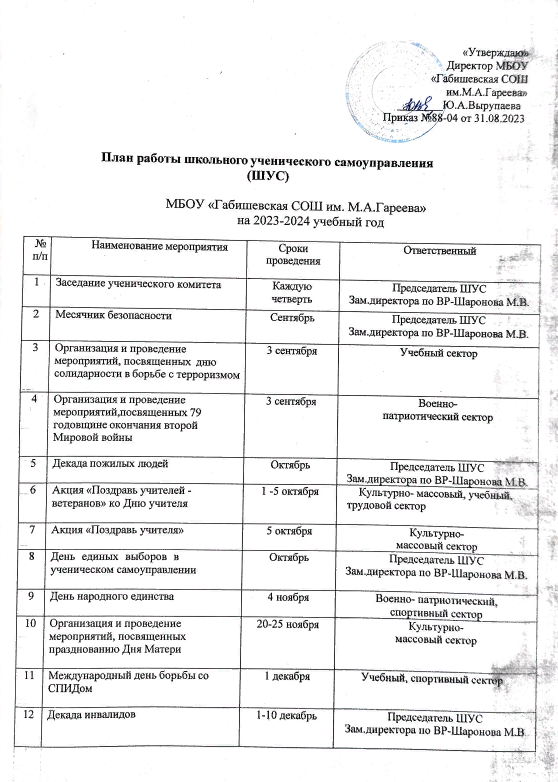 «Утверждаю»
Директор МБОУ
«Габишевская СОШ
им.М.А.Гареева»
Ю.А.Вырупаева
Приказ №88-04 от 31.08.2023
План работы школьного ученического самоуправления
(ШУС)
МБОУ «Габишевская СОШ им. М.А.Гареева»
на 2023-2024 учебный год
№ п/п Наименование мероприятия Сроки проведения Ответственный
1 Заседание ученического комитета Каждую четверть Председатель ШУС
Зам.директора по ВР-Шаронова М.В.
2 Месячник безопасности Сентябрь Председатель ШУС
Зам.директора по ВР-Шаронова М.В.
3 Организация и проведение 3 сентября Учебный сектор
мероприятий, посвященных дню
солидарности в борьбе с терроризмом
4 Организация и проведение 3 сентября Военно-
мероприятий,посвященных 79 патриотический сектор
годовщине окончания второй
Мировой войны
5 Декада пожилых людей Октябрь Председатель ШУС
Зам.директора по ВР-Шаронова М.В.
6 Акция «Поздравь учителей - 1 -5 октября Культурно- массовый, учебный,
ветеранов» ко Дню учителя трудовой сектор
7 Акция «Поздравь учителя» 5 октября Культурно-
массовый сектор
8 День единых выборов в Октябрь Председатель ШУС
ученическом самоуправлении Зам.директора по ВР-Шаронова М.В.
9 День народного единства 4 ноября Военно- патриотический,
спортивный сектор
10 Организация и проведение 20-25 ноября Культурно-
мероприятий, посвященных массовый сектор
празднованию Дня Матери
11 Международный день борьбы со 1 декабря Учебный, спортивный сектор
СПИДом
12 Декада инвалидов 1-10 декабрь Председатель ШУС
Зам.директора по ВР-Шаронова М.В